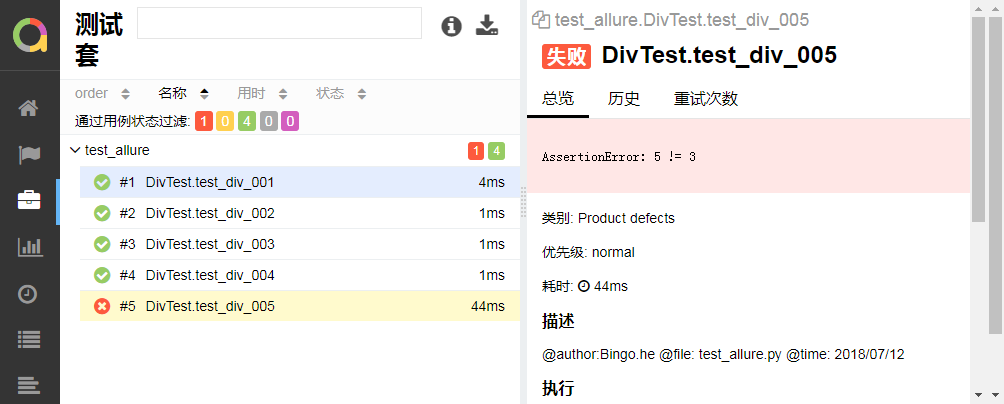 测试
套
order 名称 用时 状态
通过用例状态过滤: 1 0 4 0 0
test_allure 1 4
#1 DivTest.test_div_001 4ms
#2 DivTest.test_div_002 1ms
#3 DivTest.test_div_003 1ms
#4 DivTest.test_div_004 1ms
#5 DivTest.test_div_005 44ms
test_allure.DivTest.test_div_005
失败 DivTest.test_div_005
总览 历史 重试次数
AssertionError: 5 != 3
类别: Product defects
优先级: normal
耗时: 44ms
描述
@author:Bingo.he @file: test_allure.py @time: 2018/07/12
执行